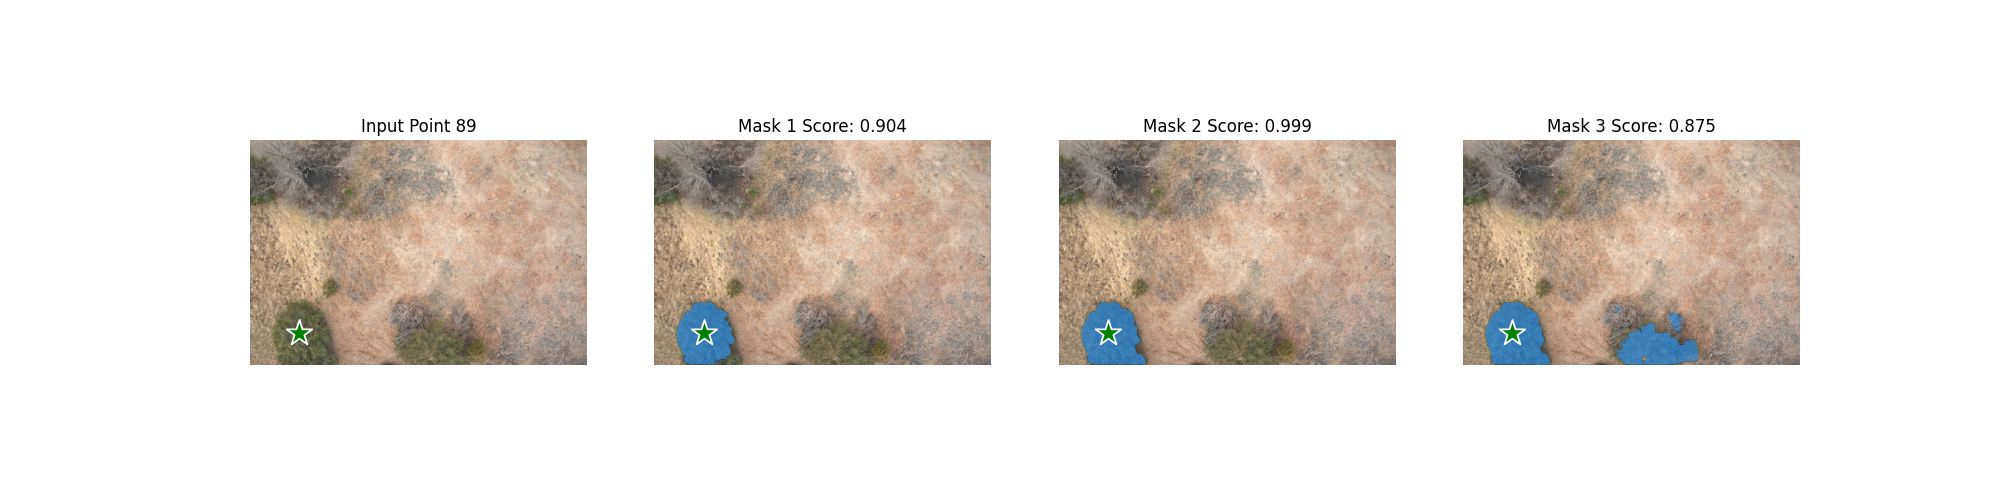 Input Point 89
Mask 1 Score: 0.904
Mask 2 Score: 0.999
Mask 3 Score: 0.875